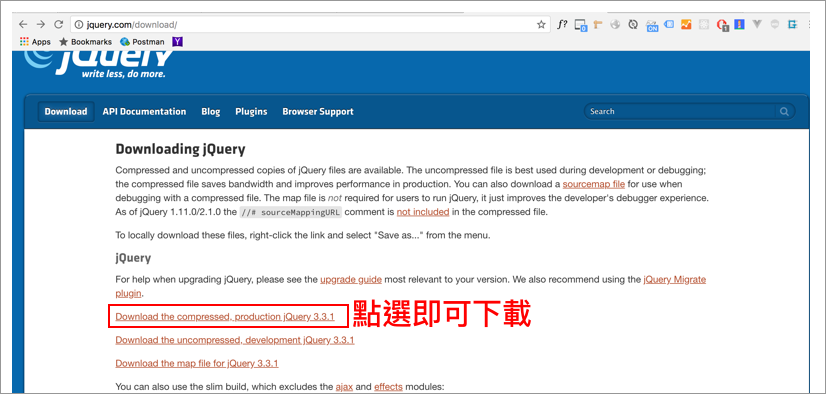 jquery.com/download/
f?
0
ON
1
Apps
Bookmarks
Postman
Y
jQuery
write less, do more.
Download
API Documentation
Blog
Plugins
Browser Support
Search
Downloading jQuery
Compressed and uncompressed copies of jQuery files are available. The uncompressed file is best used during development or debugging;
the compressed file saves bandwidth and improves performance in production. You can also download a sourcemap file for use when
debugging with a compressed file. The map file is not required for users to run jQuery, it just improves the developer's debugger experience.
As of jQuery 1.11.0/2.1.0 the //# sourceMappingURL comment is not included in the compressed file.
To locally download these files, right-click the link and select "Save as..." from the menu.
jQuery
For help when upgrading jQuery, please see the upgrade guide most relevant to your version. We also recommend using the jQuery Migrate
plugin.
Download the compressed, production jQuery 3.3.1
點選即可下載
Download the uncompressed, development jQuery 3.3.1
Download the map file for jQuery 3.3.1
You can also use the slim build, which excludes the ajax and effects modules: